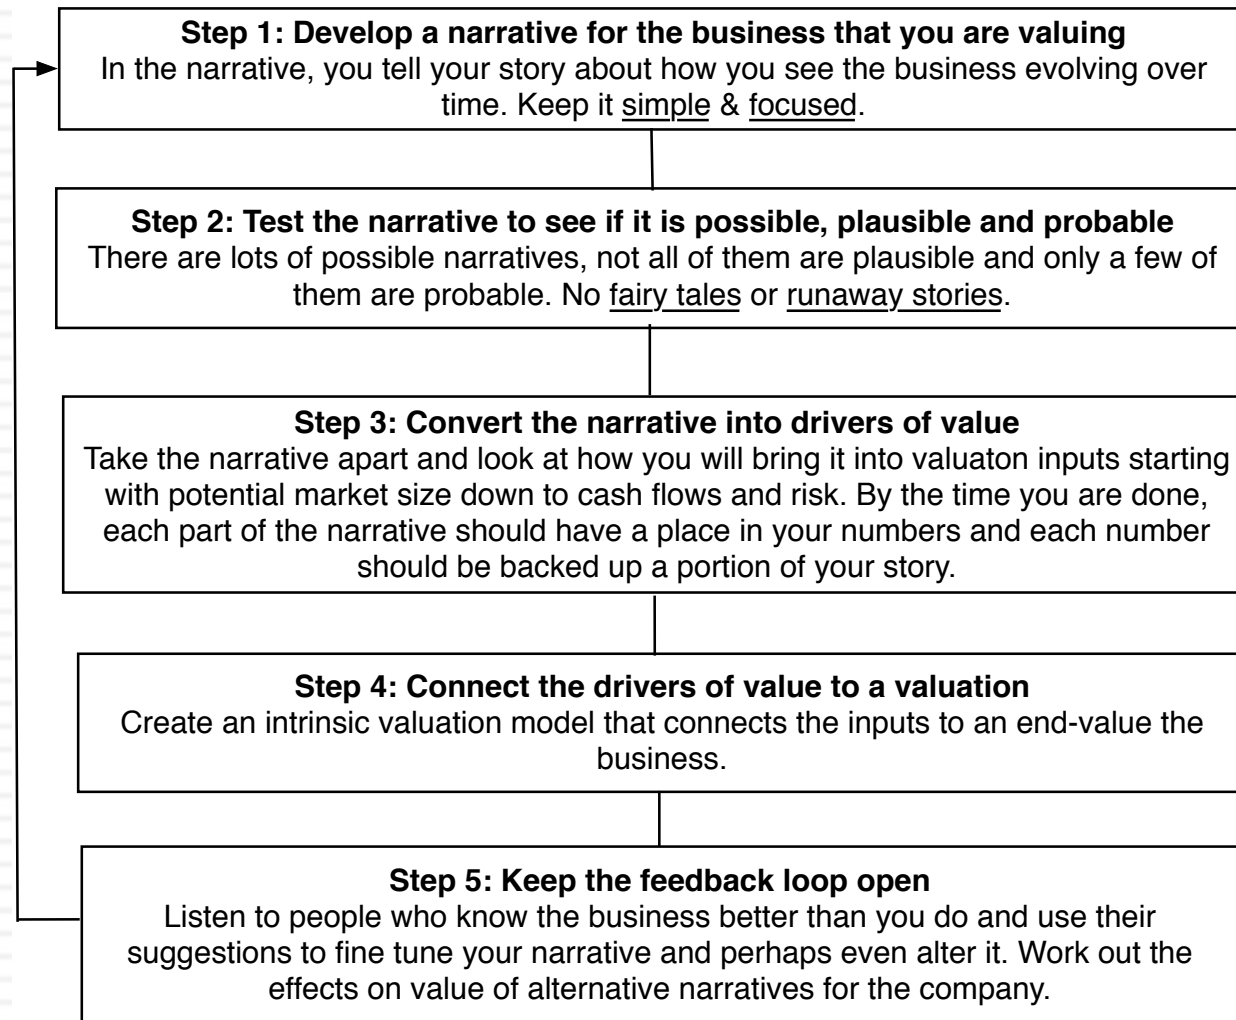 Step 1: Develop a narrative for the business that you are valuing
In the narrative, you tell your story about how you see the business evolving over
time. Keep it simple & focused.
Step 2: Test the narrative to see if it is possible, plausible and probable
There are lots of possible narratives, not all of them are plausible and only a few of
them are probable. No fairy tales or runaway stories.
Step 3: Convert the narrative into drivers of value
Take the narrative apart and look at how you will bring it into valuaton inputs starting
with potential market size down to cash flows and risk. By the time you are done,
each part of the narrative should have a place in your numbers and each number
should be backed up a portion of your story.
Step 4: Connect the drivers of value to a valuation
Create an intrinsic valuation model that connects the inputs to an end-value the
business.
Step 5: Keep the feedback loop open
Listen to people who know the business better than you do and use their
suggestions to fine tune your narrative and perhaps even alter it. Work out the
effects on value of alternative narratives for the company.